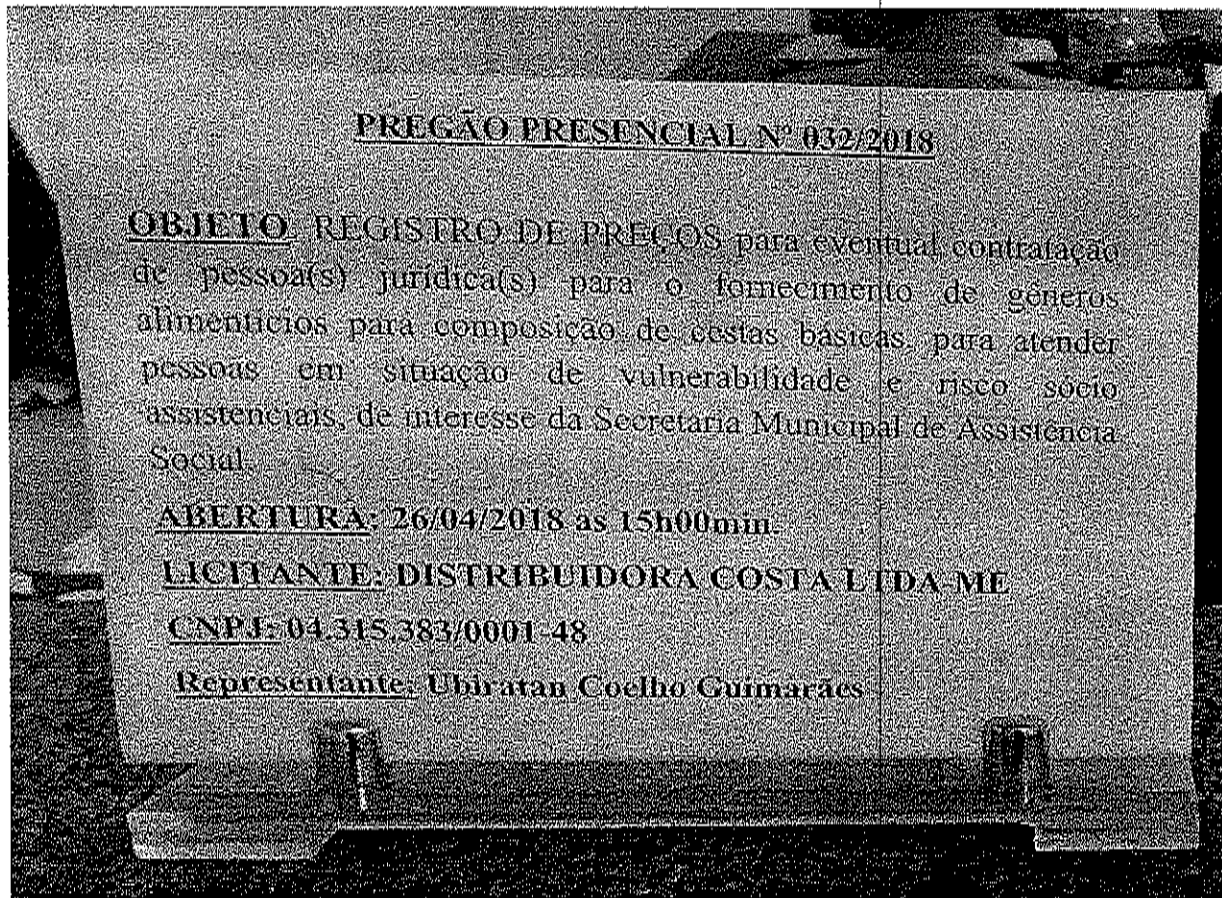 PREGÃO PRESENCIAL Nº 032/2018
OBJETO: REGISTRO DE PREÇOS para eventual contratação
de pessoa(s) jurídica(s) para o fornecimento de gêneros
alimentícios para composição de cestas básicas, para atender
pessoas em situação de vulnerabilidade e risco sócio
assistenciais, de interesse da Secretaria Municipal de Assistência
Social.
ABERTURA: 26/04/2018 as 15h00min.
LICITANTE: DISTRIBUIDORA COSTA LTDA-ME
CNPJ: 04.315.383/0001-48
Representante: Ubiratan Coelho Guimarães